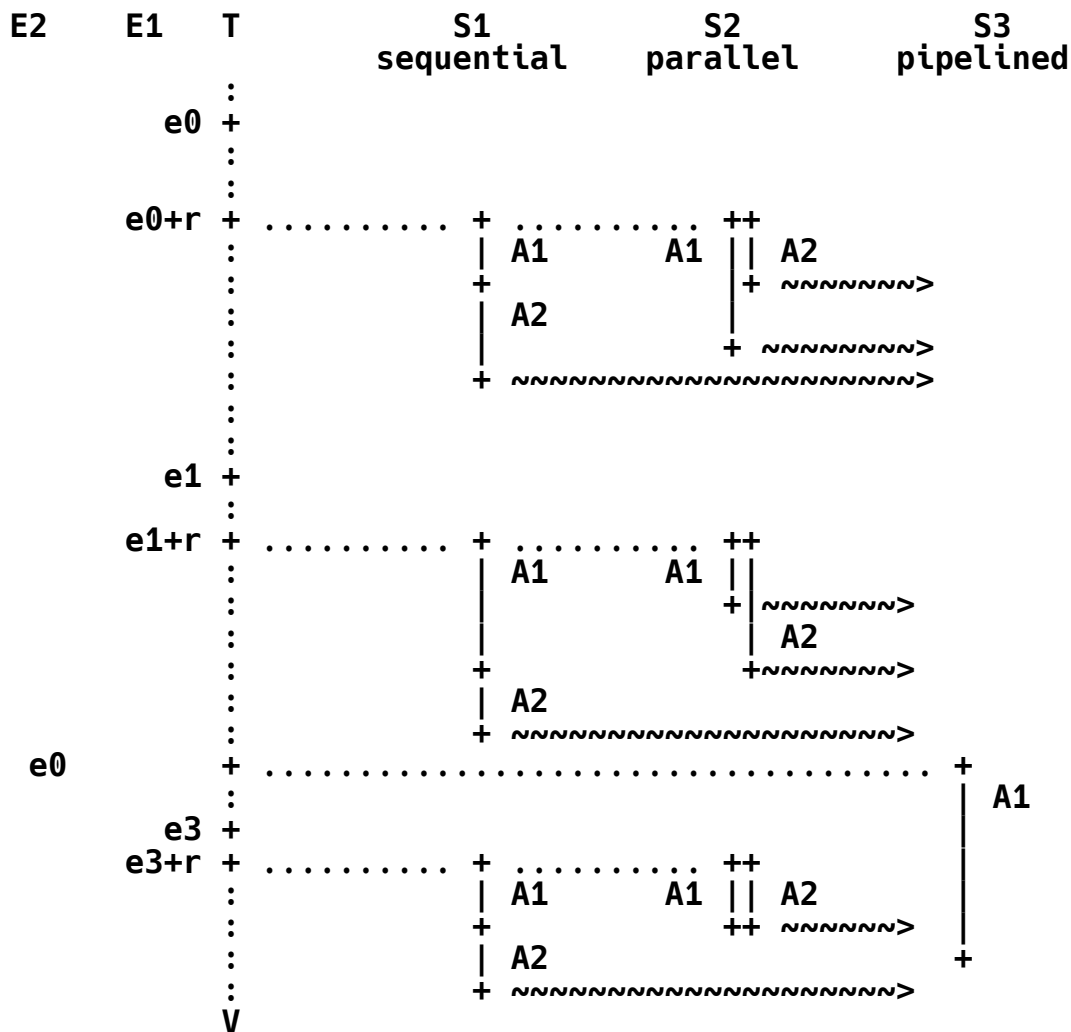 E2    E1   T            S1           S2            S3
                    sequential    parallel     pipelined
           :
        e0 +
           :
           :
      e0+r + .......... + .......... ++
           :            | A1      A1 || A2
           :            +            |+ ~~~~~~~>
           :            | A2         |
           :            |            + ~~~~~~~~>
           :            + ~~~~~~~~~~~~~~~~~~~~~>
           :
           :
        e1 +
           :
      e1+r + .......... + .......... ++
           :            | A1      A1 ||
           :            |            +|~~~~~~~>
           :            |             | A2
           :            +             +~~~~~~~>
           :            | A2
           :            + ~~~~~~~~~~~~~~~~~~~~>
 e0        + ................................... +
           :                                     | A1
        e3 +                                     |
      e3+r + .......... + .......... ++          |
           :            | A1      A1 || A2       |
           :            +            ++ ~~~~~~>  |
           :            | A2                     +
           :            + ~~~~~~~~~~~~~~~~~~~~>
           V